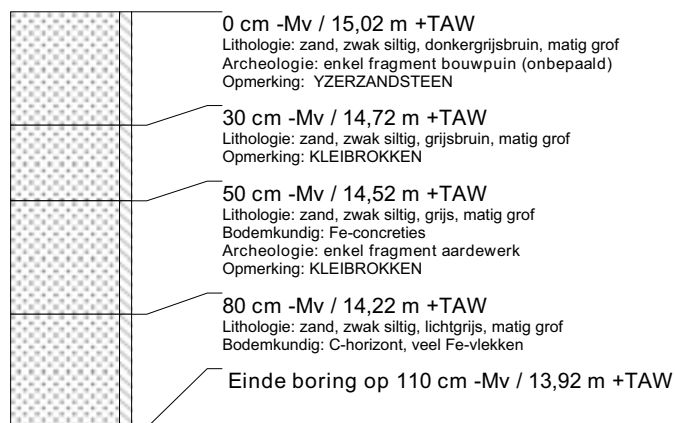 0 cm -Mv / 15,02 m +TAW
Lithologie: zand, zwak siltig, donkergrijsbruin, matig grof
Archeologie: enkel fragment bouwpuin (onbepaald)
Opmerking: YZERZANDSTEEN
30 cm -Mv / 14,72 m +TAW
Lithologie: zand, zwak siltig, grijsbruin, matig grof
Opmerking: KLEIBROKKEN
50 cm -Mv / 14,52 m +TAW
Lithologie: zand, zwak siltig, grijs, matig grof
Bodemkundig: Fe-concreties
Archeologie: enkel fragment aardewerk
Opmerking: KLEIBROKKEN
80 cm -Mv / 14,22 m +TAW
Lithologie: zand, zwak siltig, lichtgrijs, matig grof
Bodemkundig: C-horizont, veel Fe-vlekken
Einde boring op 110 cm -Mv / 13,92 m +TAW